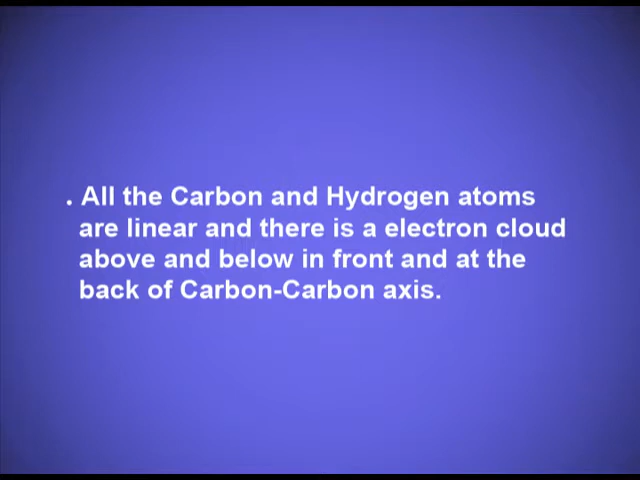 . All the Carbon and Hydrogen atoms
are linear and there is a electron cloud
above and below in front and at the
back of Carbon-Carbon axis.